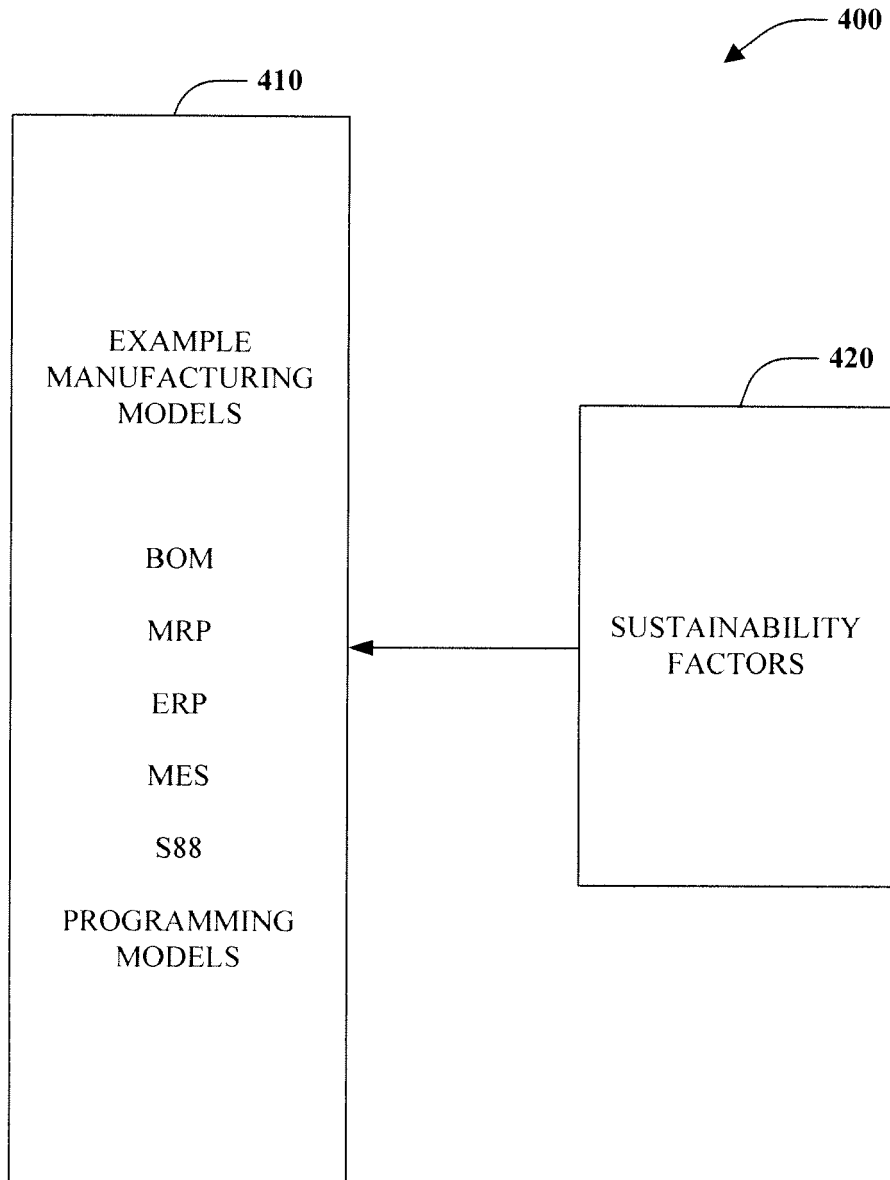 400
410
EXAMPLE
MANUFACTURING
MODELS
BOM
MRP
ERP
MES
S88
PROGRAMMING
MODELS
420
SUSTAINABILITY
FACTORS